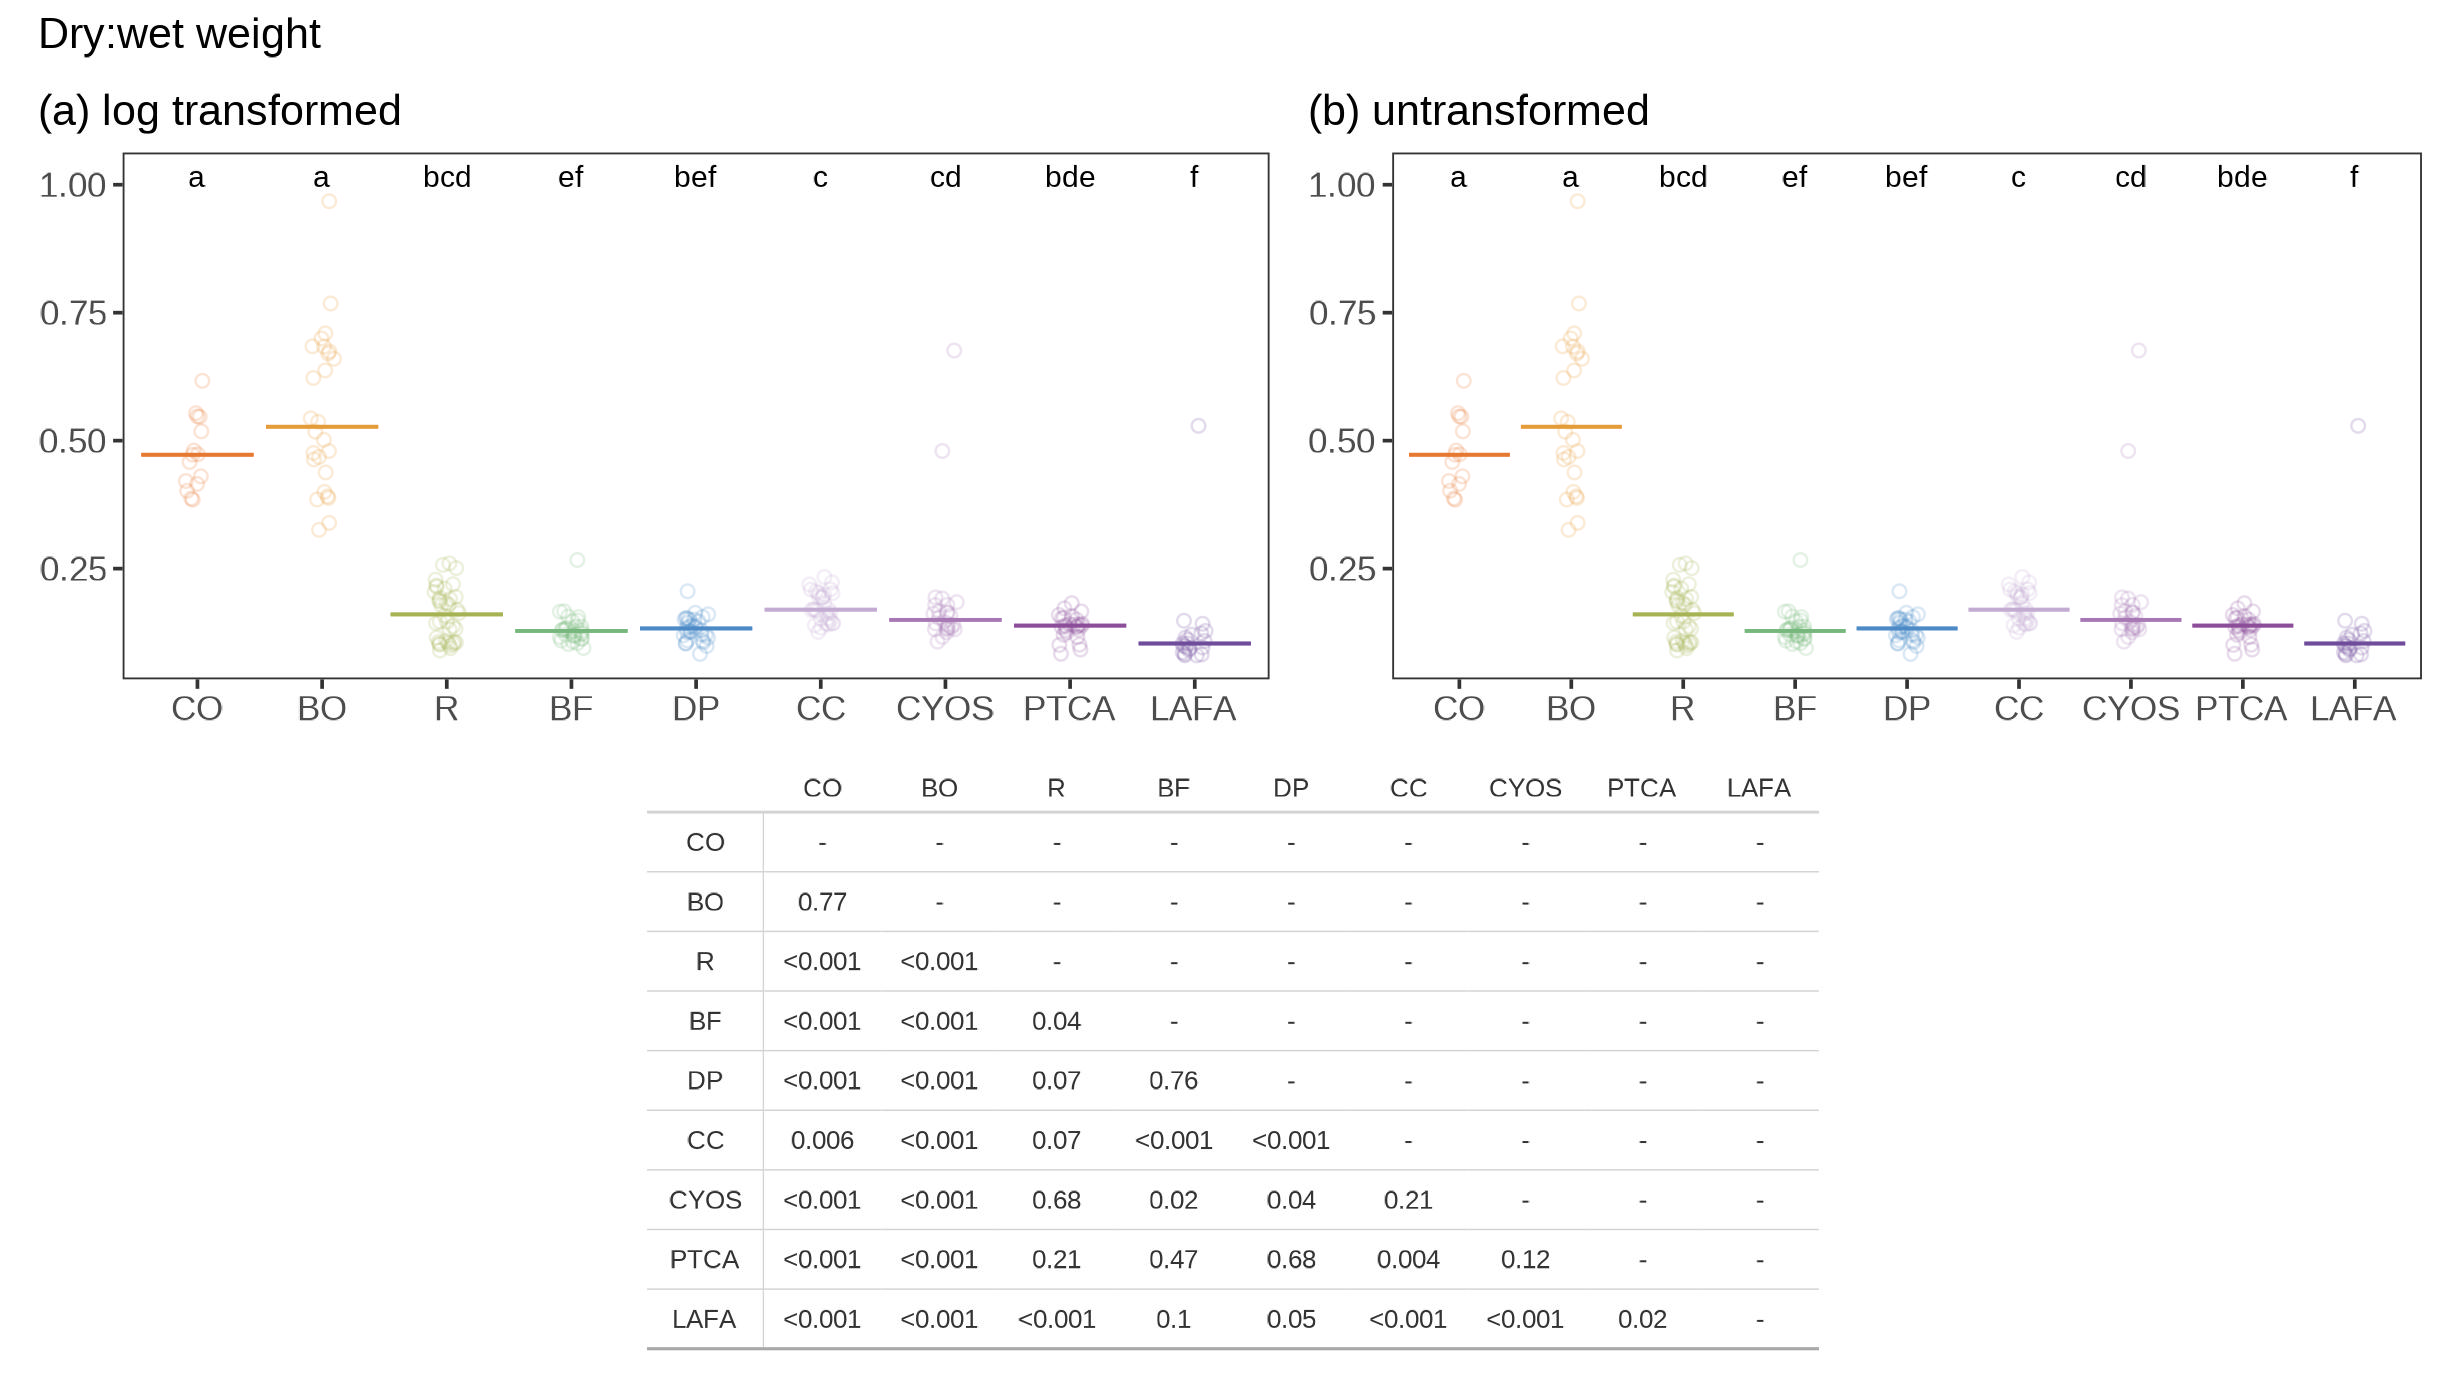 Dry:wet weight
(a) log transformed
(b) untransformed
a a bcd ef bef c cd bde f
1.00
0.75
0.50
0.25
CO BO R BF DP CC CYOS PTCA LAFA
a a bcd ef bef c cd bde f
1.00
0.75
0.50
0.25
CO BO R BF DP CC CYOS PTCA LAFA
CO BO R BF DP CC CYOS PTCA LAFA
CO - - - - - - - - -
BO 0.77 - - - - - - - -
R <0.001 <0.001 - - - - - - -
BF <0.001 <0.001 0.04 - - - - - -
DP <0.001 <0.001 0.07 0.76 - - - - -
CC 0.006 <0.001 0.07 <0.001 <0.001 - - - -
CYOS <0.001 <0.001 0.68 0.02 0.04 0.21 - - -
PTCA <0.001 <0.001 0.21 0.47 0.68 0.004 0.12 - -
LAFA <0.001 <0.001 <0.001 0.1 0.05 <0.001 <0.001 0.02 -